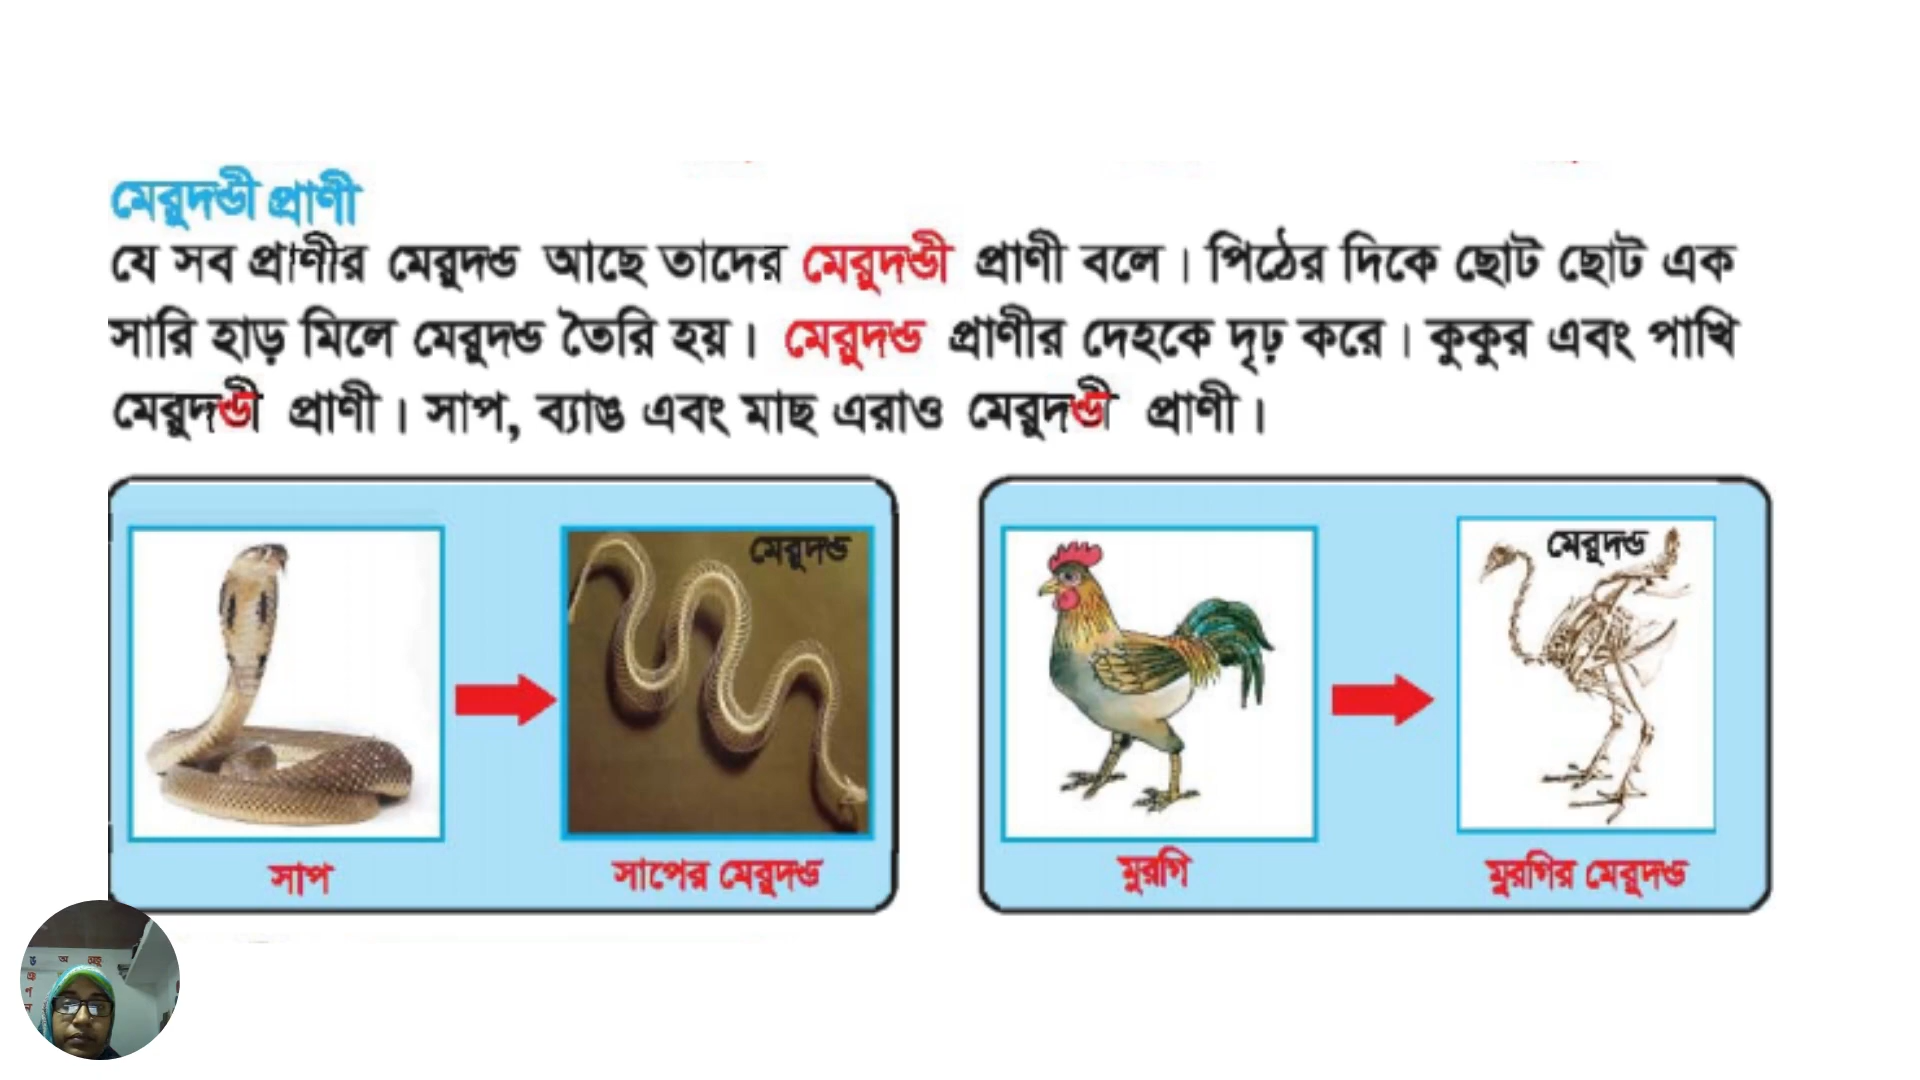 মেরুদণ্ডী প্রাণী
যে সব প্রাণীর মেরুদণ্ড আছে তাদের মেরুদণ্ডী প্রাণী বলে। পিঠের দিকে ছোট ছোট এক
সারি হাড় মিলে মেরুদণ্ড তৈরি হয়। মেরুদণ্ড প্রাণীর দেহকে দৃঢ় করে। কুকুর এবং পাখি
মেরুদণ্ডী প্রাণী। সাপ, ব্যাঙ এবং মাছ এরাও মেরুদণ্ডী প্রাণী।
মেরুদণ্ড
মেরুদণ্ড
সাপ
সাপের মেরুদণ্ড
মুরগি
মুরগির মেরুদণ্ড